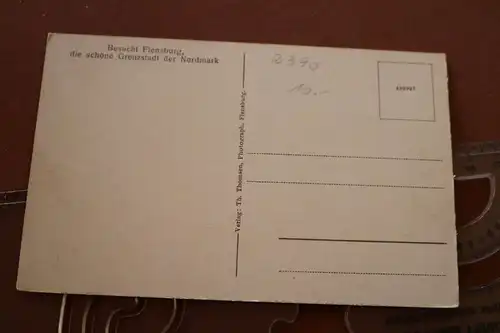 Besucht Flensburg,
die schöne Grenzstadt der Nordmark
2390
10.-
Verlag: Th. Thomsen, Photograph, Flensburg.